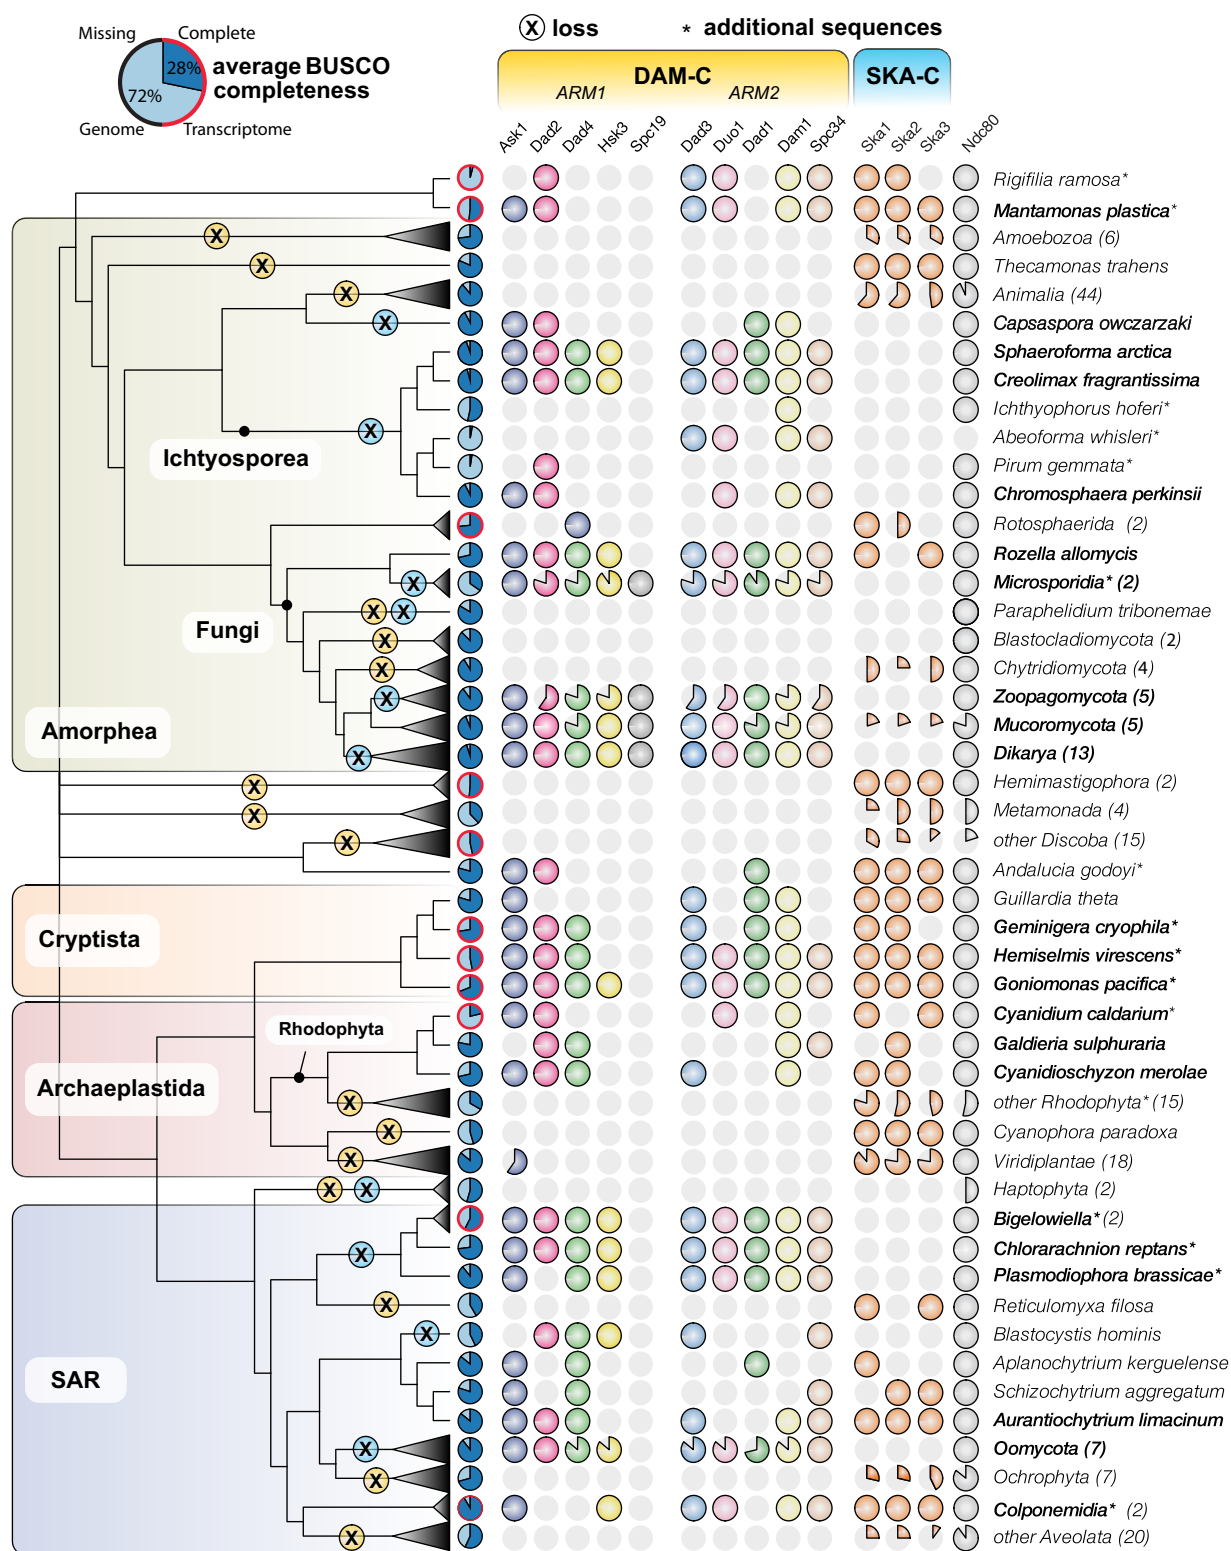 Missing Complete
28%
72%
Genome Transcriptome
average BUSCO
completeness
X loss * additional sequences
DAM-C SKA-C
ARM1 ARM2
Ask1 Dad2 Dad4 Hsk3 Spc19 Dad3 Duo1 Dad1 Dam1 Spc34 Ska1 Ska2 Ska3 Ndc80
Rigifilia ramosa*
Mantamonas plastica*
X Amoebozoa (6)
X Thecamonas trahens
X Animalia (44)
X Capsaspora owczarzaki
Sphaeroforma arctica
Creolimax fragrantissima
Ichthyophorus hoferi*
X Abeoforma whisleri*
Ichtyosporea
Pirum gemmata*
Chromosphaera perkinsii
Rotosphaerida (2)
Rozella allomycis
X Microsporidia* (2)
X X Paraphelidium tribonemae
Fungi
X Blastocladiomycota (2)
X Chytridiomycota (4)
X Zoopagomycota (5)
Amorphea
Mucoromycota (5)
X Dikarya (13)
X Hemimastigophora (2)
X Metamonada (4)
X other Discoba (15)
Andalucia godoyi*
Guillardia theta
Cryptista
Geminigera cryophila*
Hemiselmis virescens*
Goniomonas pacifica*
Cyanidium caldarium*
Rhodophyta
Galdieria sulphuraria
Archaeplastida
Cyanidioschyzon merolae
X other Rhodophyta* (15)
X Cyanophora paradoxa
X Viridiplantae (18)
X X Haptophyta (2)
Bigelowiella* (2)
X Chlorarachnion reptans*
Plasmodiophora brassicae*
X Reticulomyxa filosa
X Blastocystis hominis
Aplanochytrium kerguelense
SAR
Schizochytrium aggregatum
Aurantiochytrium limacinum
X Oomycota (7)
X Ochrophyta (7)
Colponemidia* (2)
X other Aveolata (20)